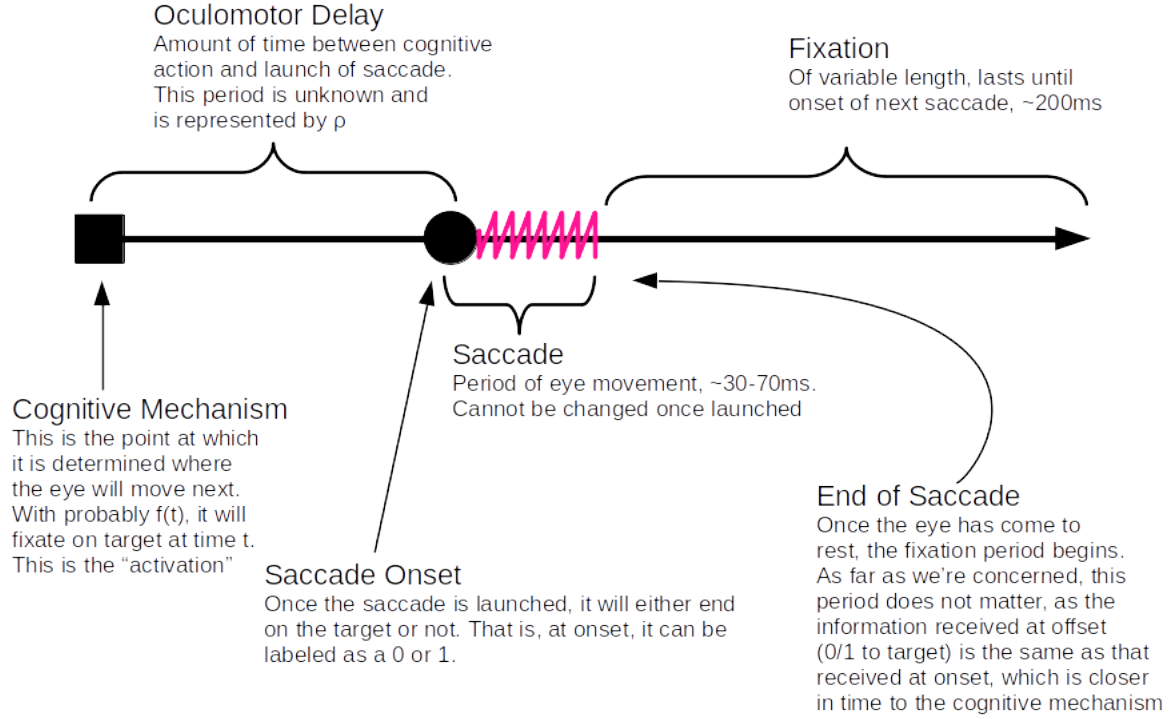 Oculomotor Delay
Amount of time between cognitive
action and launch of saccade.
This period is unknown and
is represented by ρ
Fixation
Of variable length, lasts until
onset of next saccade, ~200ms
Saccade
Period of eye movement, ~30-70ms.
Cannot be changed once launched
Cognitive Mechanism
This is the point at which
it is determined where
the eye will move next.
With probably f(t), it will
fixate on target at time t.
This is the “activation”
Saccade Onset
Once the saccade is launched, it will either end
on the target or not. That is, at onset, it can be
labeled as a 0 or 1.
End of Saccade
Once the eye has come to
rest, the fixation period begins.
As far as we’re concerned, this
period does not matter, as the
information received at offset
(0/1 to target) is the same as that
received at onset, which is closer
in time to the cognitive mechanism